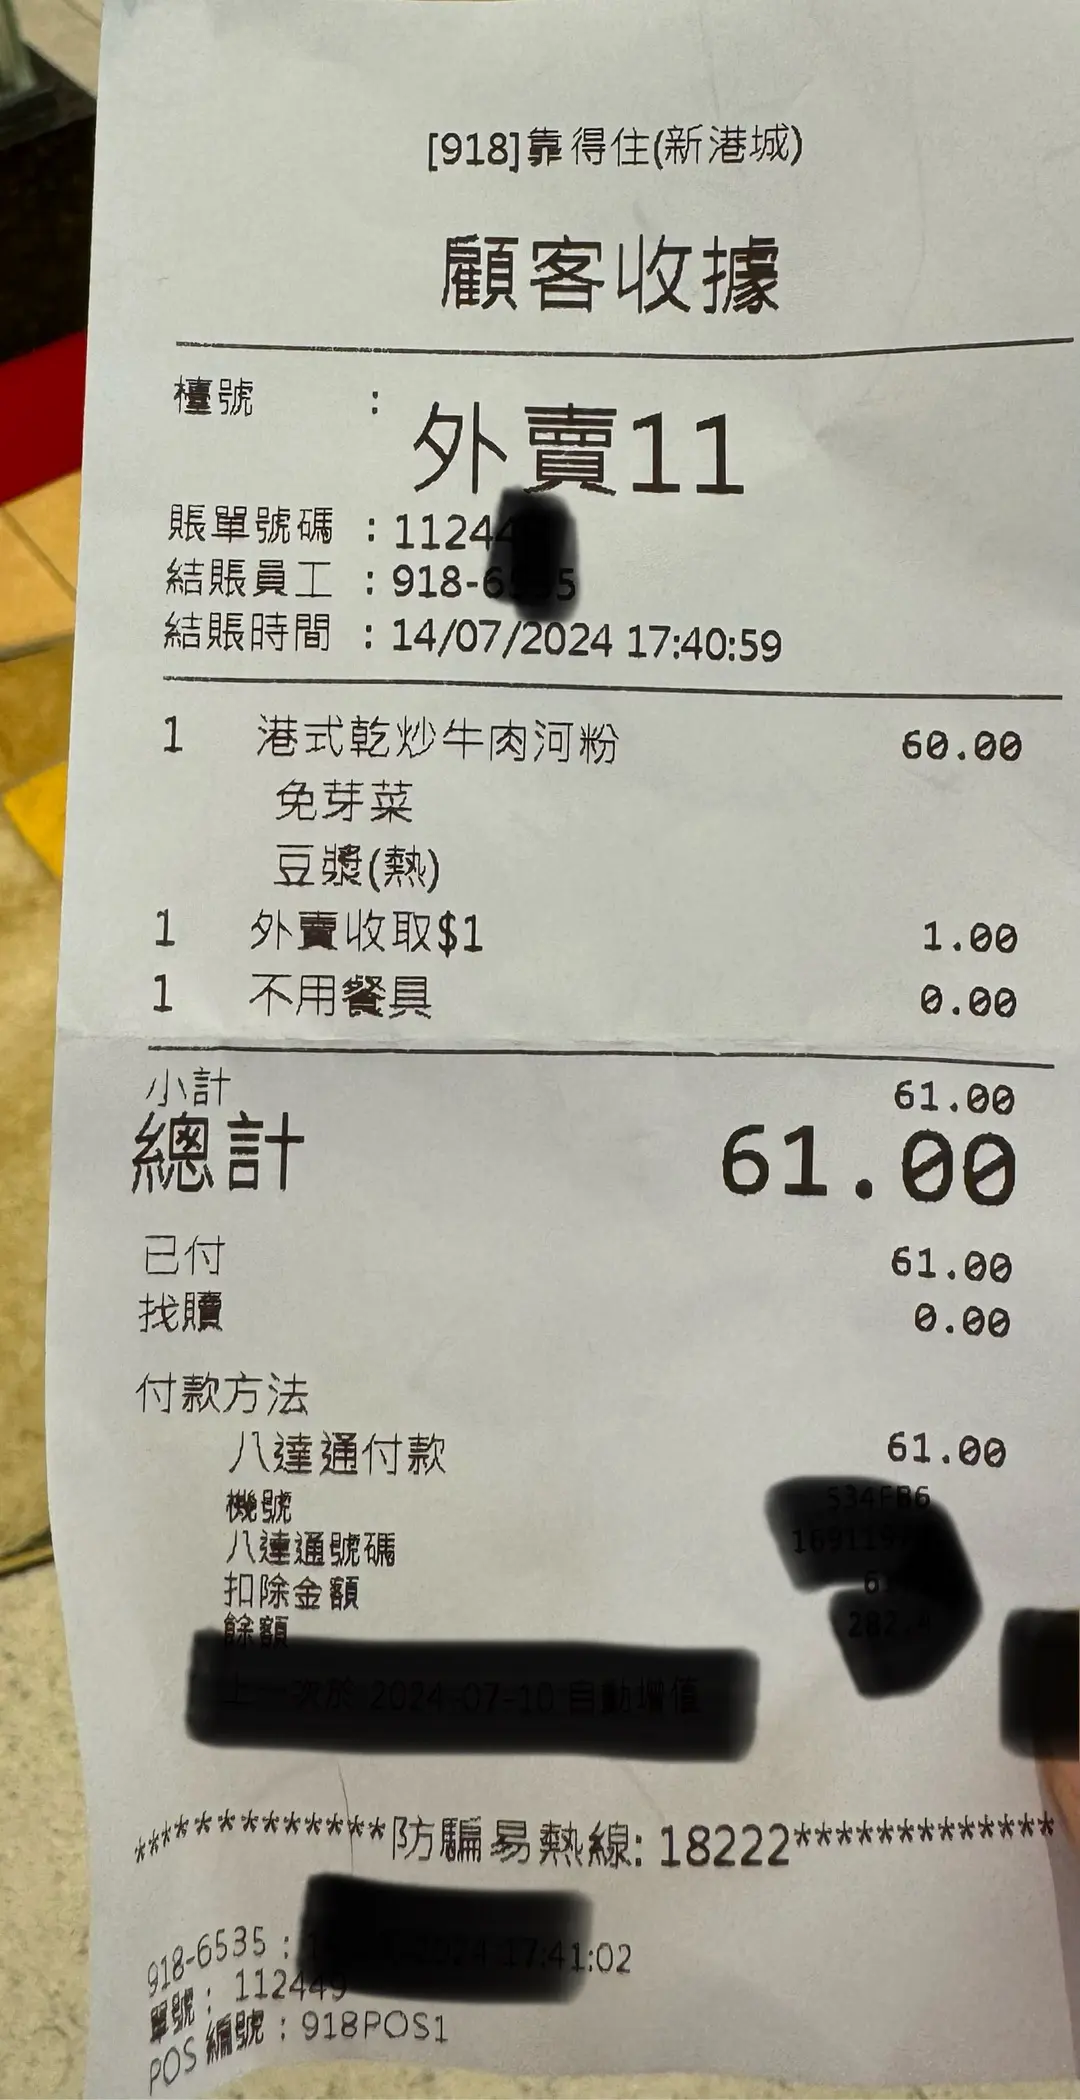 [918]靠得住(新港城)
顧客收據
檯號 :
外賣11
賬單號碼 : 11244
結賬員工 : 918-6 5
結賬時間 : 14/07/2024 17:40:59
1 港式乾炒牛肉河粉 60.00
免芽菜
豆漿(熱)
1 外賣收取$1 1.00
1 不用餐具 0.00
小計 61.00
總計 61.00
已付 61.00
找贖 0.00
付款方法
八達通付款 61.00
機號
八達通號碼
扣除金額
餘額
*************防騙易熱線: 18222*************
918-6535 : :41:02
單號 : 112449
POS 編號 : 918POS1